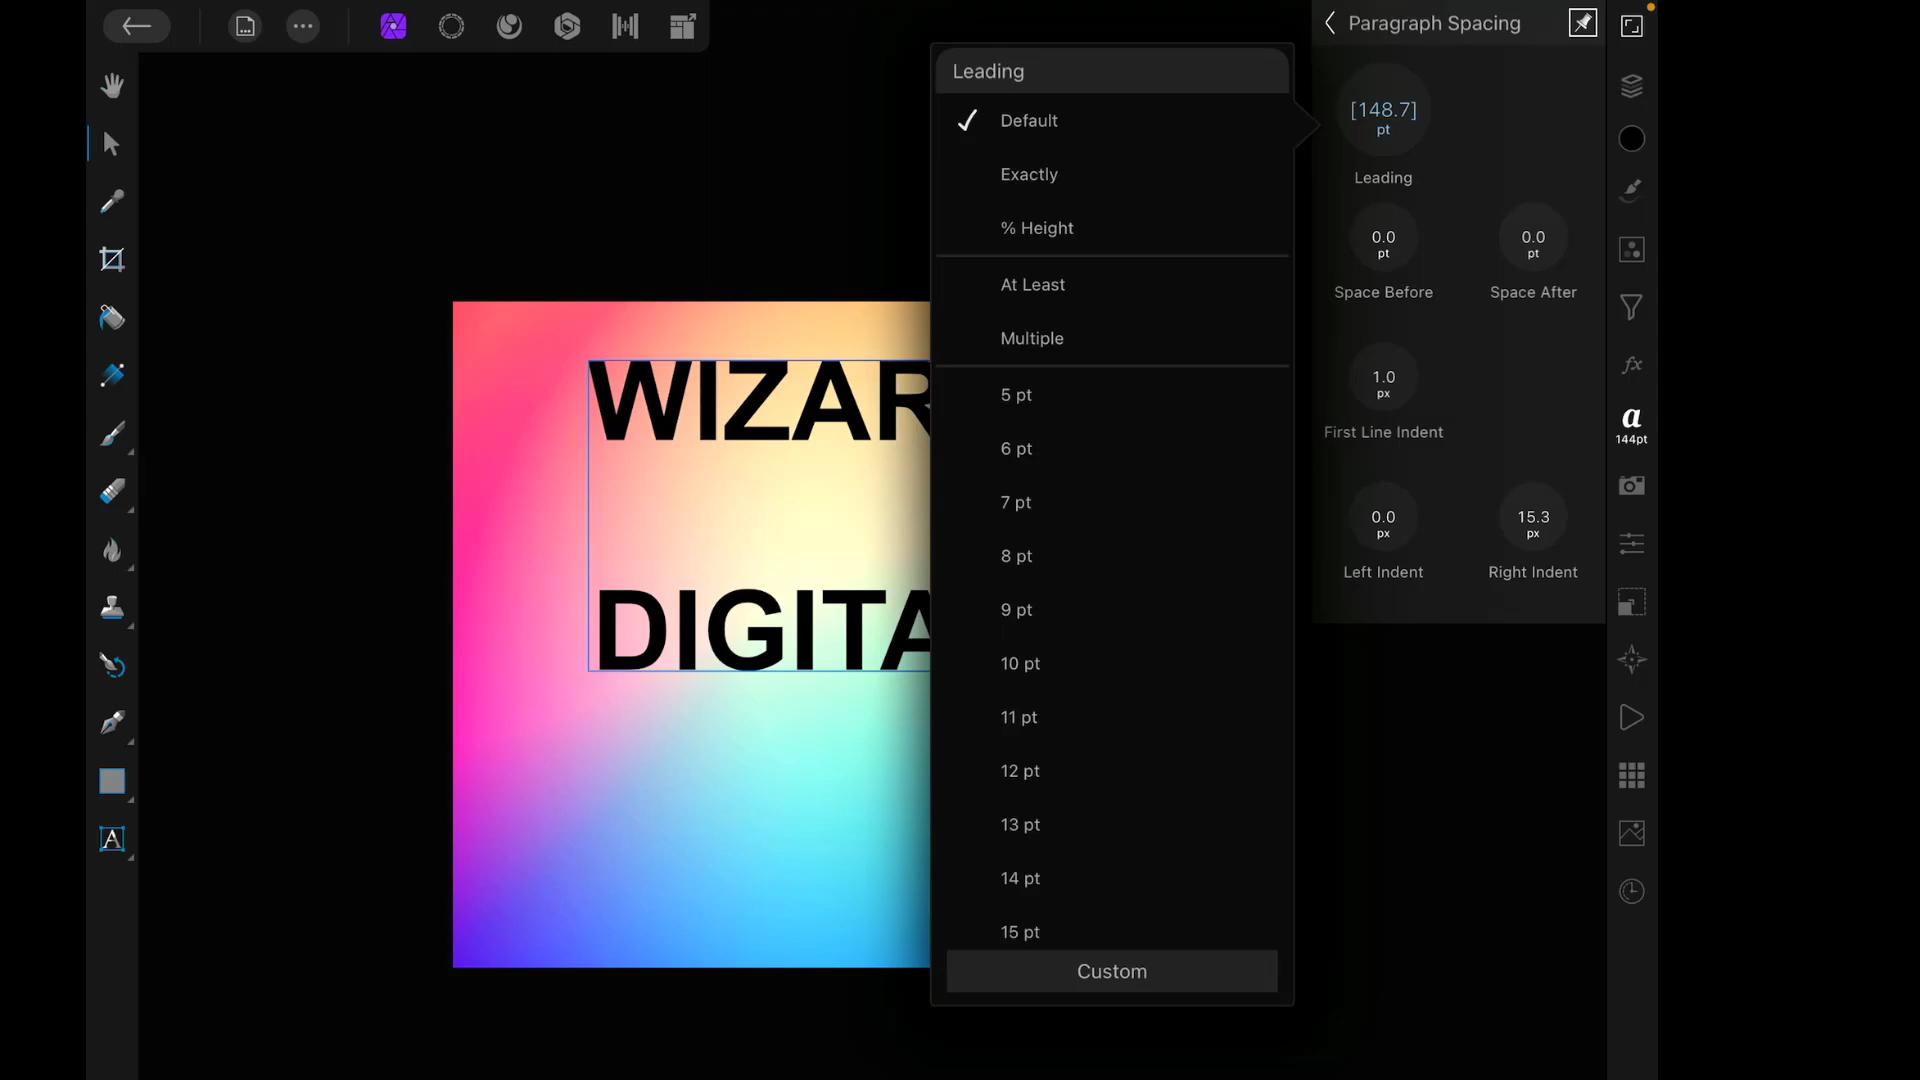 Paragraph Spacing
Leading
Default
Exactly
% Height
At Least
Multiple
5 pt
6 pt
7 pt
8 pt
9 pt
10 pt
11 pt
12 pt
13 pt
14 pt
15 pt
Custom
[148.7]
pt
Leading
0.0
pt
Space Before
0.0
pt
Space After
1.0
px
First Line Indent
0.0
px
Left Indent
15.3
px
Right Indent
WIZAR
DIGITA
fx
a
144pt
A